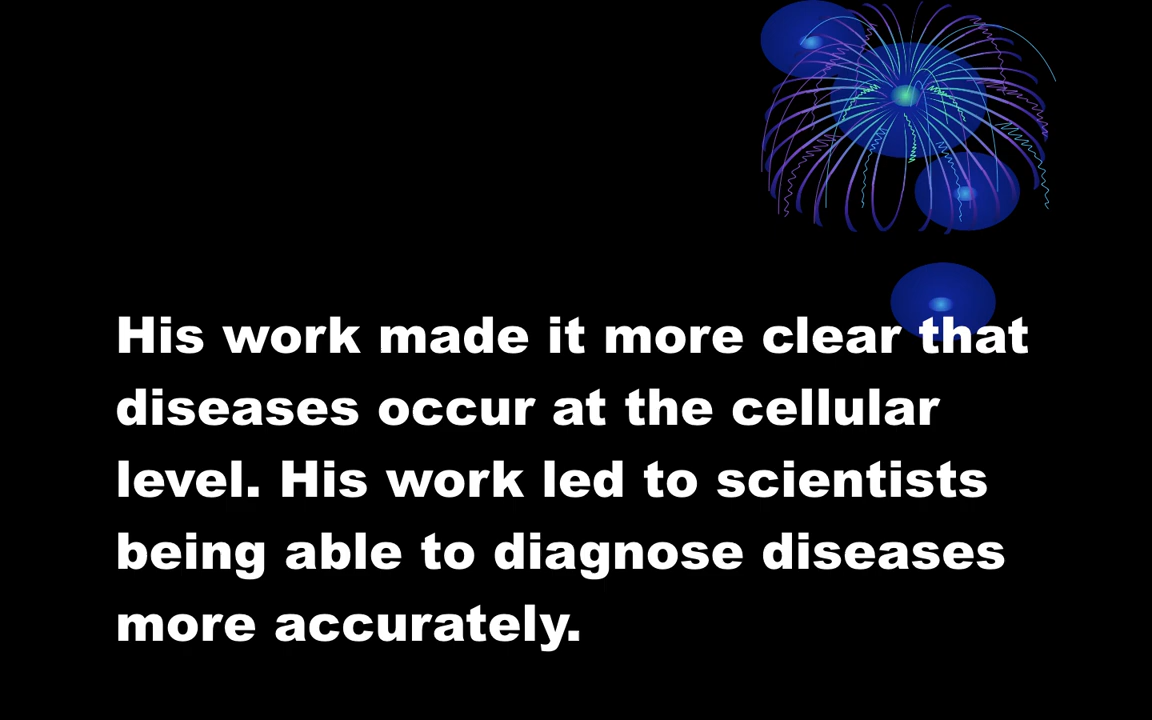 His work made it more clear that
diseases occur at the cellular
level. His work led to scientists
being able to diagnose diseases
more accurately.